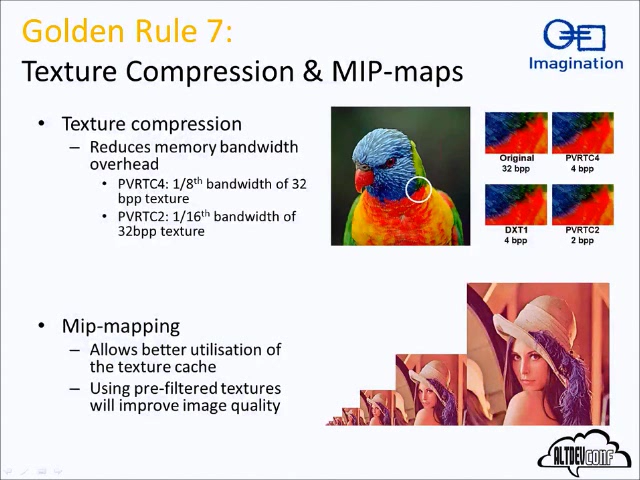 Golden Rule 7:
Texture Compression & MIP-maps
Imagination
• Texture compression
– Reduces memory bandwidth
overhead
• PVRTC4: 1/8th bandwidth of 32
bpp texture
• PVRTC2: 1/16th bandwidth of
32bpp texture
Original
32 bpp
PVRTC4
4 bpp
DXT1
4 bpp
PVRTC2
2 bpp
• Mip-mapping
– Allows better utilisation of
the texture cache
– Using pre-filtered textures
will improve image quality
ALTDEVCONF